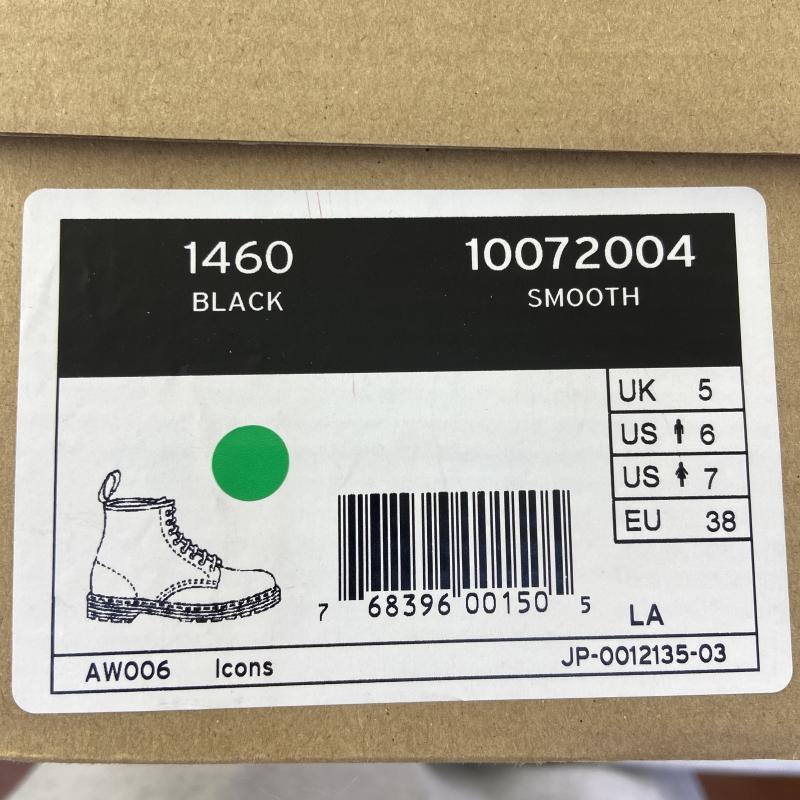 1460
BLACK
10072004
SMOOTH
UK 5
US 6
US 7
EU 38
7 68396 00150 5
LA
AW006 Icons
JP-0012135-03